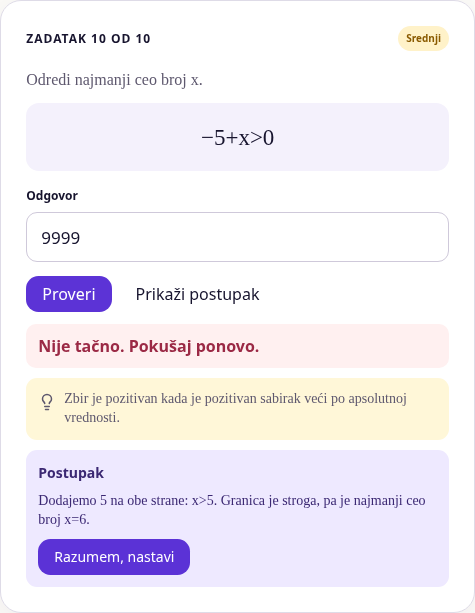 ZADATAK 10 OD 10
Srednji
Odredi najmanji ceo broj x.
−5+x>0
Odgovor
9999
Proveri
Prikaži postupak
Nije tačno. Pokušaj ponovo.
Zbir je pozitivan kada je pozitivan sabirak veći po apsolutnoj
vrednosti.
Postupak
Dodajemo 5 na obe strane: x>5. Granica je stroga, pa je najmanji ceo
broj x=6.
Razumem, nastavi